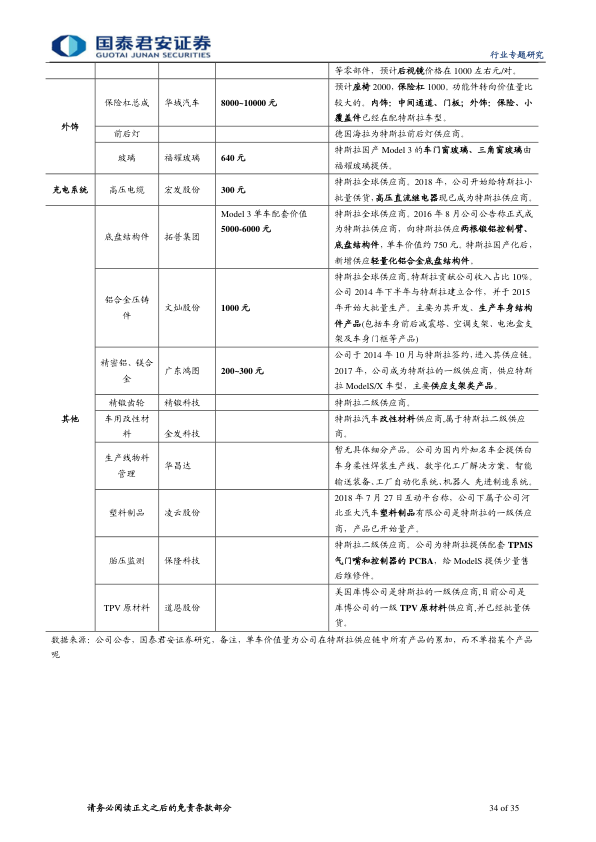 国泰君安证券
GUOTAI JUNAN SECURITIES
行业专题研究
等零部件，预计后视镜价格在 1000 左右元/对。
外饰
保险杠总成
华域汽车
8000~10000 元
预计座椅 2000，保险杠 1000。功能件转向价值量比
较大的。内饰：中间通道、门板；外饰：保险、小
覆盖件已经在配特斯拉车型。
前后灯
德国海拉为特斯拉前后灯供应商。
玻璃
福耀玻璃
640 元
特斯拉国产 Model 3 的车门窗玻璃、三角窗玻璃由
福耀玻璃提供。
充电系统
高压电缆
宏发股份
300 元
特斯拉全球供应商。2018 年，公司开始给特斯拉小
批量供货，高压直流继电器现已成为特斯拉供应商。
其他
底盘结构件
拓普集团
Model 3 单车配套价值
5000-6000 元
特斯拉全球供应商。2016 年 8 月公司公告称正式成
为特斯拉供应商，向特斯拉供应两根锻铝控制臂、
底盘结构件，单车价值约 750 元。特斯拉国产化后，
新增供应轻量化铝合金底盘结构件。
铝合金压铸
件
文灿股份
1000 元
特斯拉全球供应商。特斯拉贡献公司收入占比 10%。
公司 2014 年下半年与特斯拉建立合作，并于 2015
年开始大批量生产。主要为其开发、生产车身结构
件产品(包括车身前后减震塔、空调支架、电池盒支
架及车身门框等产品)
精密铝、镁合
金
广东鸿图
200~300 元
公司于 2014 年 10 月与特斯拉签约，进入其供应链。
2017 年，公司成为特斯拉的一级供应商，供应特斯
拉 ModelS/X 车型，主要供应支架类产品。
精锻齿轮
精锻科技
特斯拉二级供应商。
车用改性材
料
金发科技
特斯拉汽车改性材料供应商,属于特斯拉二级供应
商。
生产线物料
管理
华昌达
暂无具体细分产品。公司为国内外知名车企提供白
车身柔性焊装生产线、数字化工厂解决方案、智能
输送装备、工厂自动化系统、机器人 先进制造系统。
塑料制品
凌云股份
2018 年 7 月 27 日互动平台称，公司下属子公司河
北亚大汽车塑料制品有限公司是特斯拉的一级供应
商，产品已开始量产。
胎压监测
保隆科技
特斯拉二级供应商。公司为特斯拉提供配套 TPMS
气门嘴和控制器的 PCBA，给 ModelS 提供少量售
后维修件。
TPV 原材料
道恩股份
美国库博公司是特斯拉的一级供应商,目前公司是
库博公司的一级 TPV 原材料供应商,并已经批量供
货。
数据来源：公司公告，国泰君安证券研究，备注，单车价值量为公司在特斯拉供应链中所有产品的累加，而不单指某个产品
呢
请务必阅读正文之后的免责条款部分
34 of 35